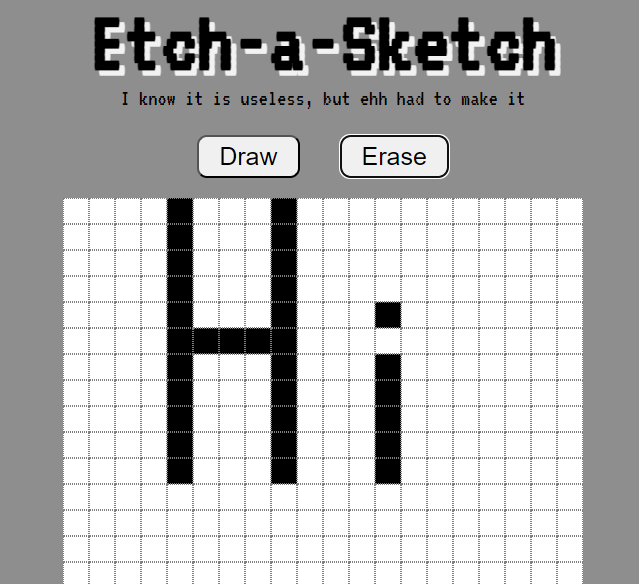 Etch-a-Sketch
I know it is useless, but ehh had to make it
Draw Erase
Hi